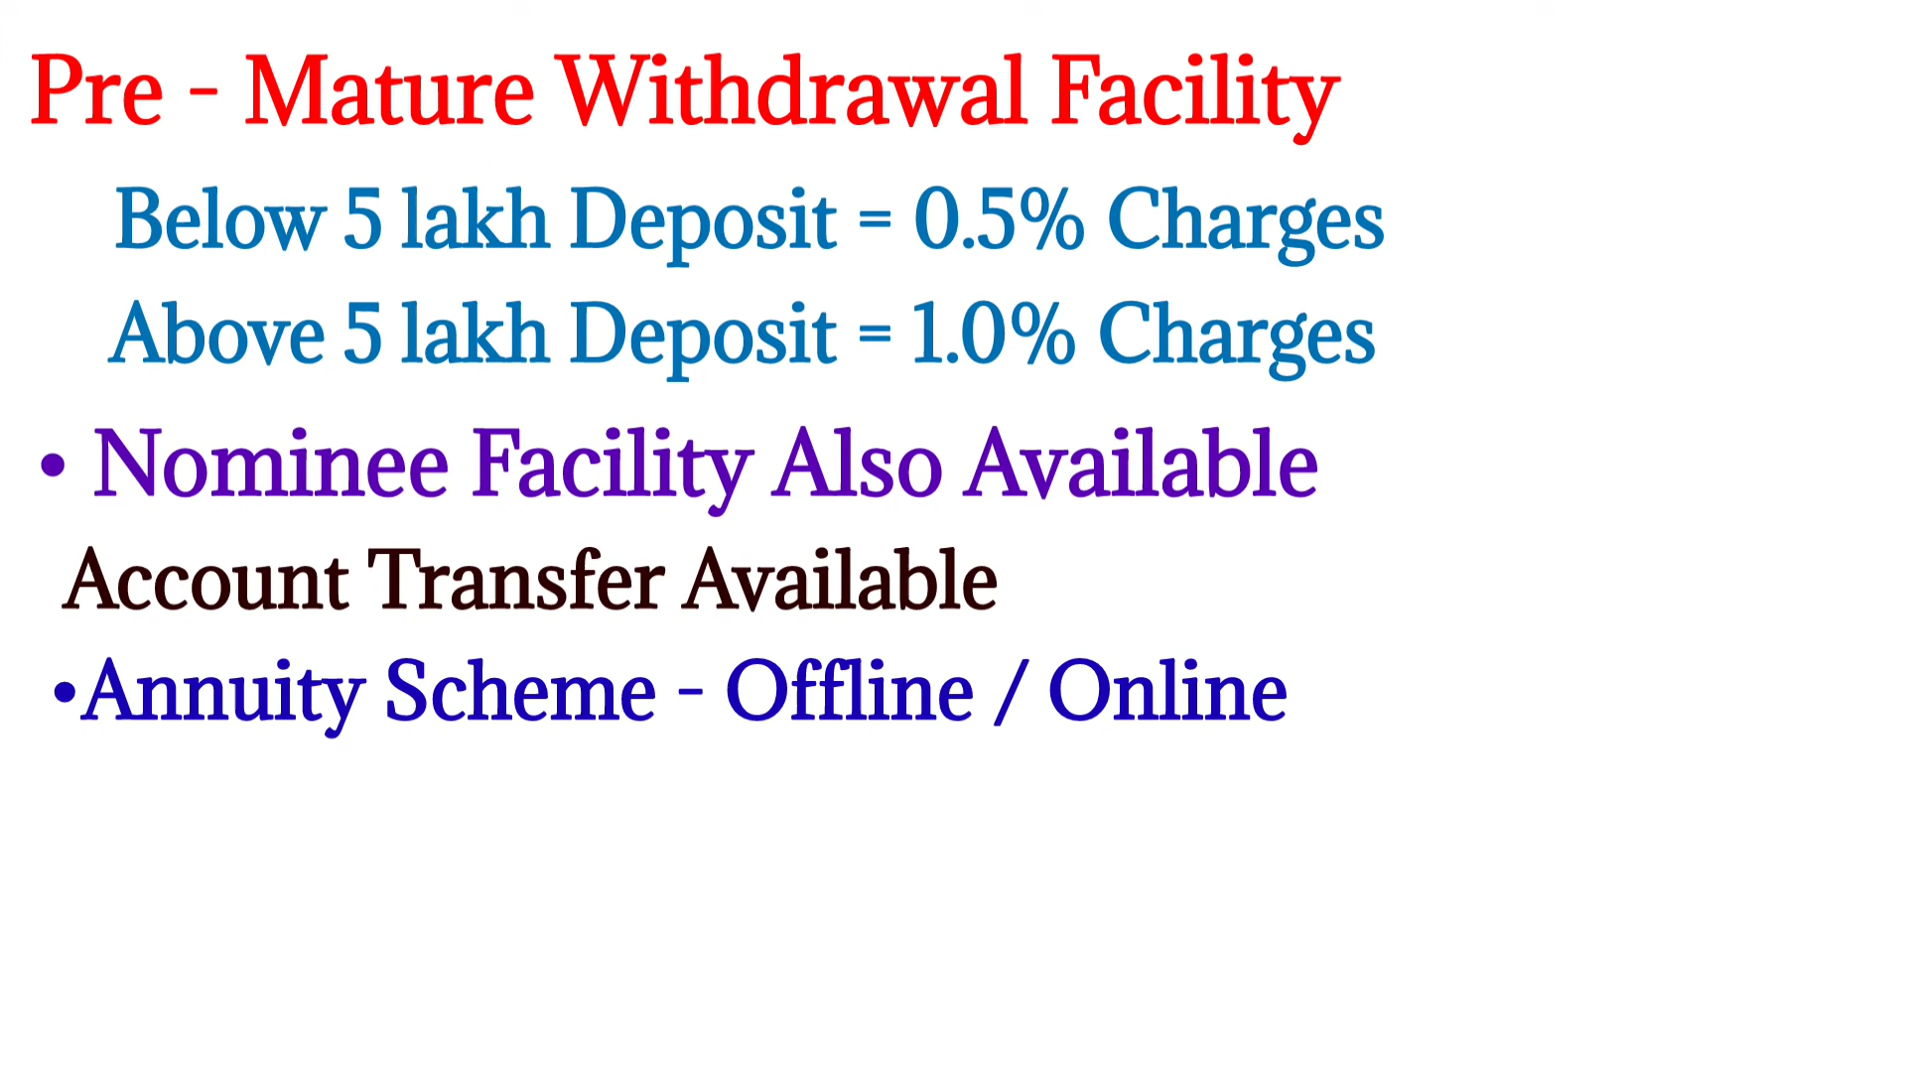 Pre - Mature Withdrawal Facility
Below 5 lakh Deposit = 0.5% Charges
Above 5 lakh Deposit = 1.0% Charges
• Nominee Facility Also Available
Account Transfer Available
•Annuity Scheme - Offline / Online